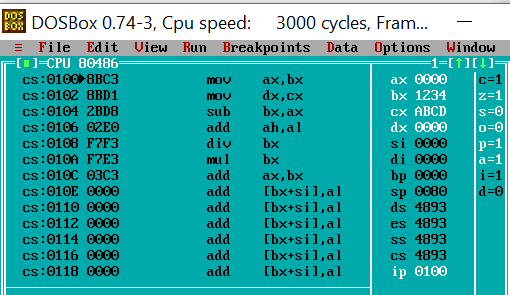 DOSBox 0.74-3, Cpu speed: 3000 cycles, Fram...
≡ File Edit View Run Breakpoints Data Options Window
[■]=CPU 80486 1=[↑][↓]
cs:0100►8BC3 mov ax,bx ax 0000 c=1
cs:0102 8BD1 mov dx,cx bx 1234 z=1
cs:0104 2BD8 sub bx,ax cx ABCD s=0
cs:0106 02E0 add ah,al dx 0000 o=0
cs:0108 F7F3 div bx si 0000 p=1
cs:010A F7E3 mul bx di 0000 a=1
cs:010C 03C3 add ax,bx bp 0000 i=1
cs:010E 0000 add [bx+si],al sp 0080 d=0
cs:0110 0000 add [bx+si],al ds 4893
cs:0112 0000 add [bx+si],al es 4893
cs:0114 0000 add [bx+si],al ss 4893
cs:0116 0000 add [bx+si],al cs 4893
cs:0118 0000 add [bx+si],al ip 0100